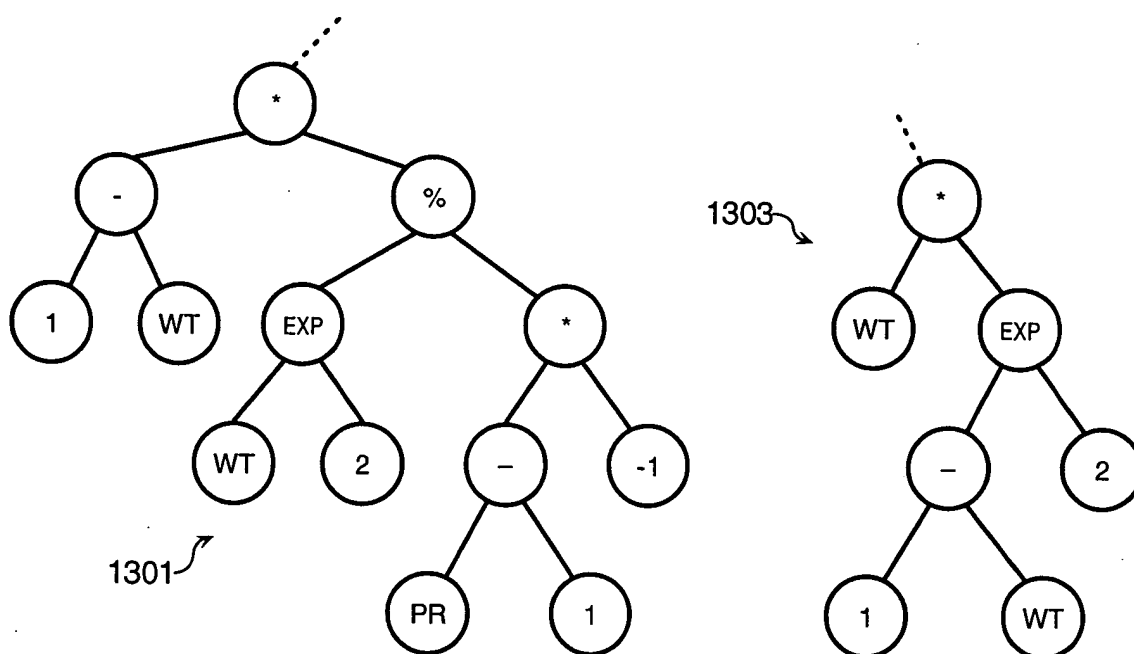 *
- %
1303
*
1 WT EXP *
WT EXP
WT 2 – -1
– 2
1301
PR 1
1 WT